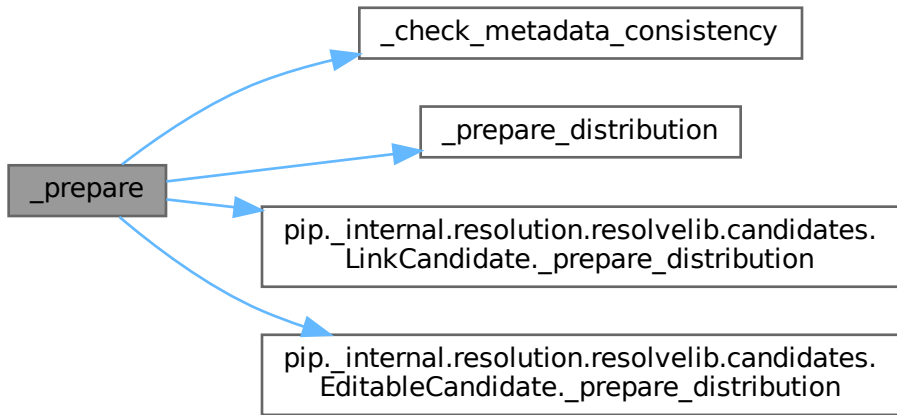 _check_metadata_consistency
_prepare_distribution
_prepare
pip._internal.resolution.resolvelib.candidates.
LinkCandidate._prepare_distribution
pip._internal.resolution.resolvelib.candidates.
EditableCandidate._prepare_distribution